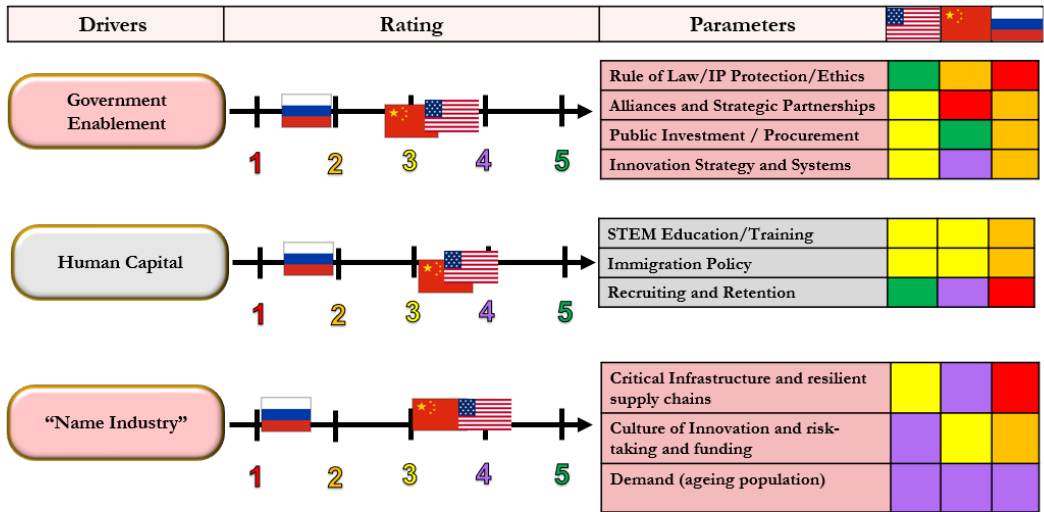 Drivers
Rating
Parameters
Government
Enablement
1
2
3
4
5
Rule of Law/IP Protection/Ethics
Alliances and Strategic Partnerships
Public Investment / Procurement
Innovation Strategy and Systems
Human Capital
1
2
3
4
5
STEM Education/Training
Immigration Policy
Recruiting and Retention
“Name Industry”
1
2
3
4
5
Critical Infrastructure and resilient
supply chains
Culture of Innovation and risk-
taking and funding
Demand (ageing population)